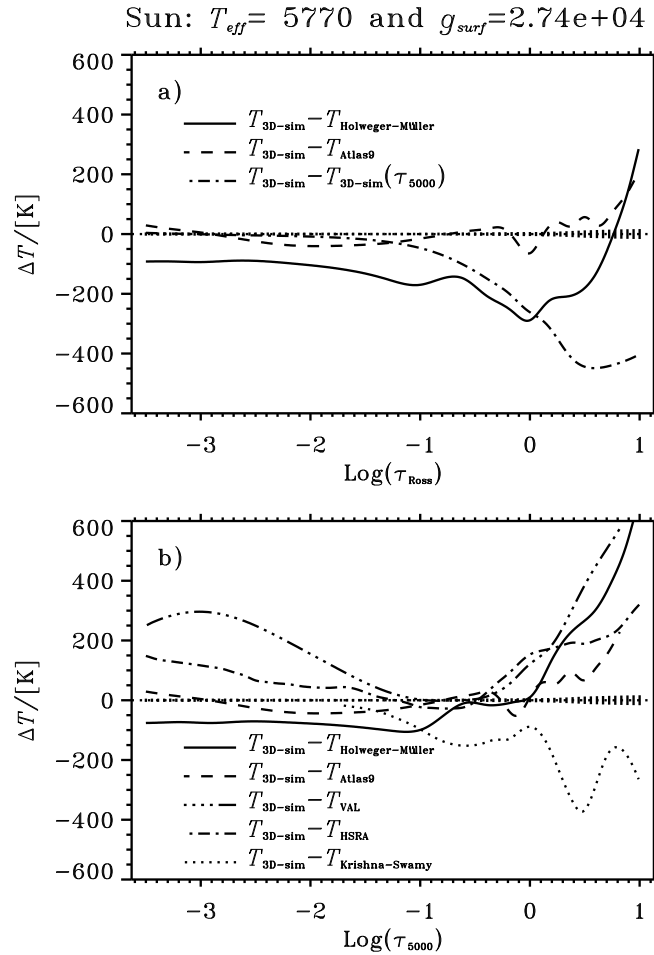 Sun: T_eff= 5770 and g_surf=2.74e+04
a)
T_3D-sim−T_Holweger-Müller
T_3D-sim−T_Atlas9
T_3D-sim−T_3D-sim(τ_5000)
ΔT/[K]
600
400
200
0
−200
−400
−600
−3 −2 −1 0 1
Log(τ_Ross)
b)
ΔT/[K]
600
400
200
0
−200
−400
−600
T_3D-sim−T_Holweger-Müller
T_3D-sim−T_Atlas9
T_3D-sim−T_VAL
T_3D-sim−T_HSRA
T_3D-sim−T_Krishna-Swamy
−3 −2 −1 0 1
Log(τ_5000)